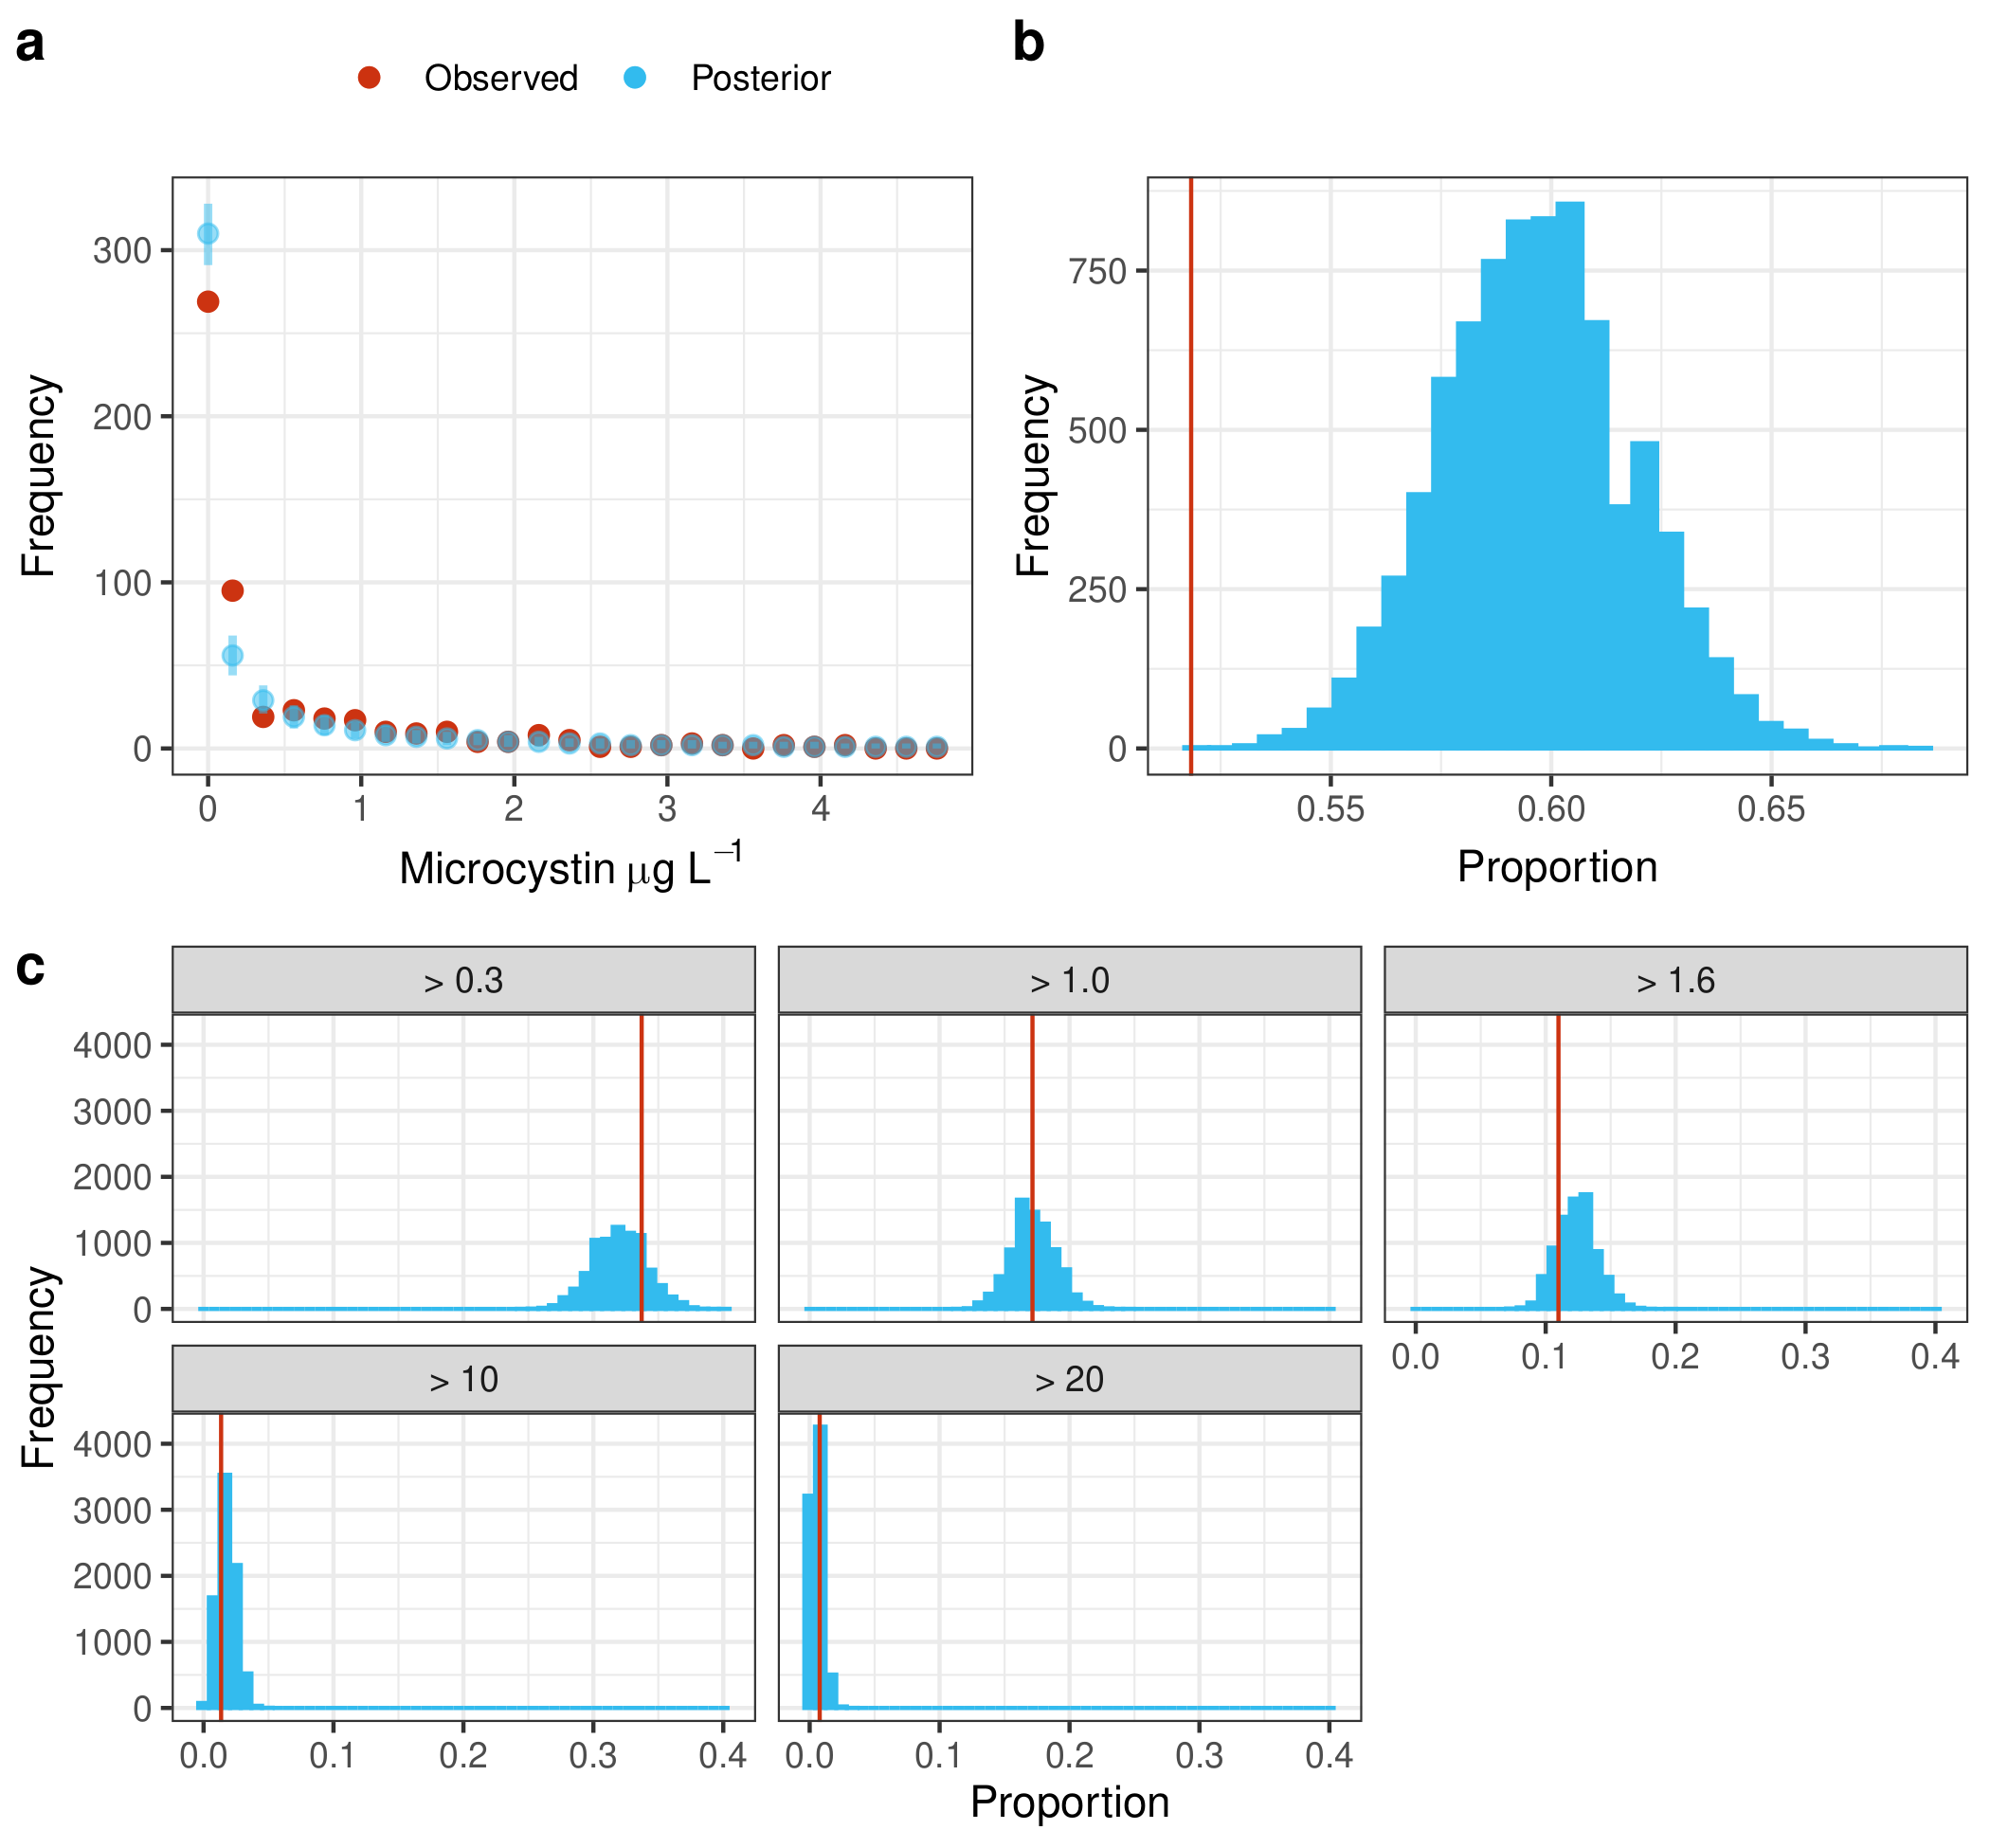 a
Observed Posterior
Frequency
300
200
100
0
0 1 2 3 4
Microcystin μg L⁻¹
b
Frequency
750
500
250
0
0.55 0.60 0.65
Proportion
c
> 0.3 > 1.0 > 1.6
Frequency
4000
3000
2000
1000
0
0.0 0.1 0.2 0.3 0.4
> 10 > 20
4000
3000
2000
1000
0
0.0 0.1 0.2 0.3 0.4 0.0 0.1 0.2 0.3 0.4
Proportion